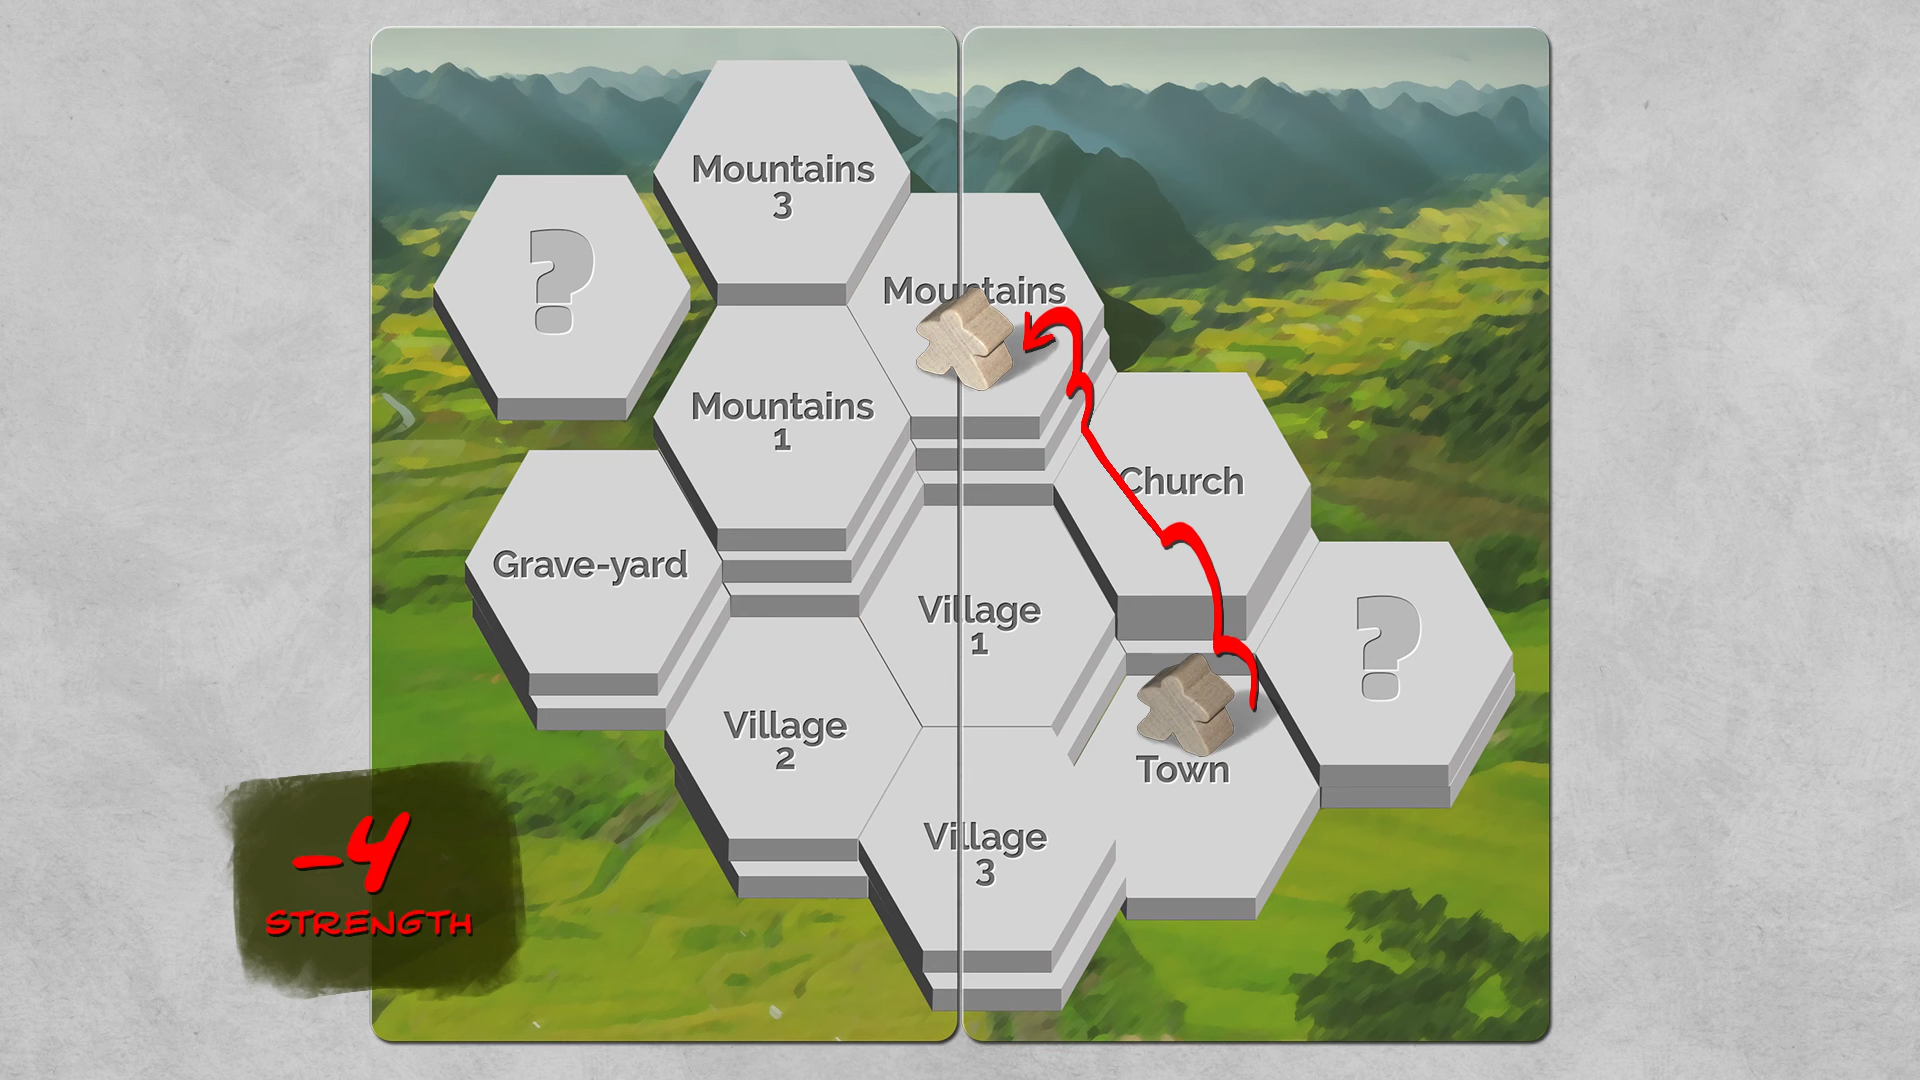 Mountains
3
?
Mountains
Mountains
1
Church
Grave-yard
Village
1
?
Village
2
Town
Village
3
-4
STRENGTH